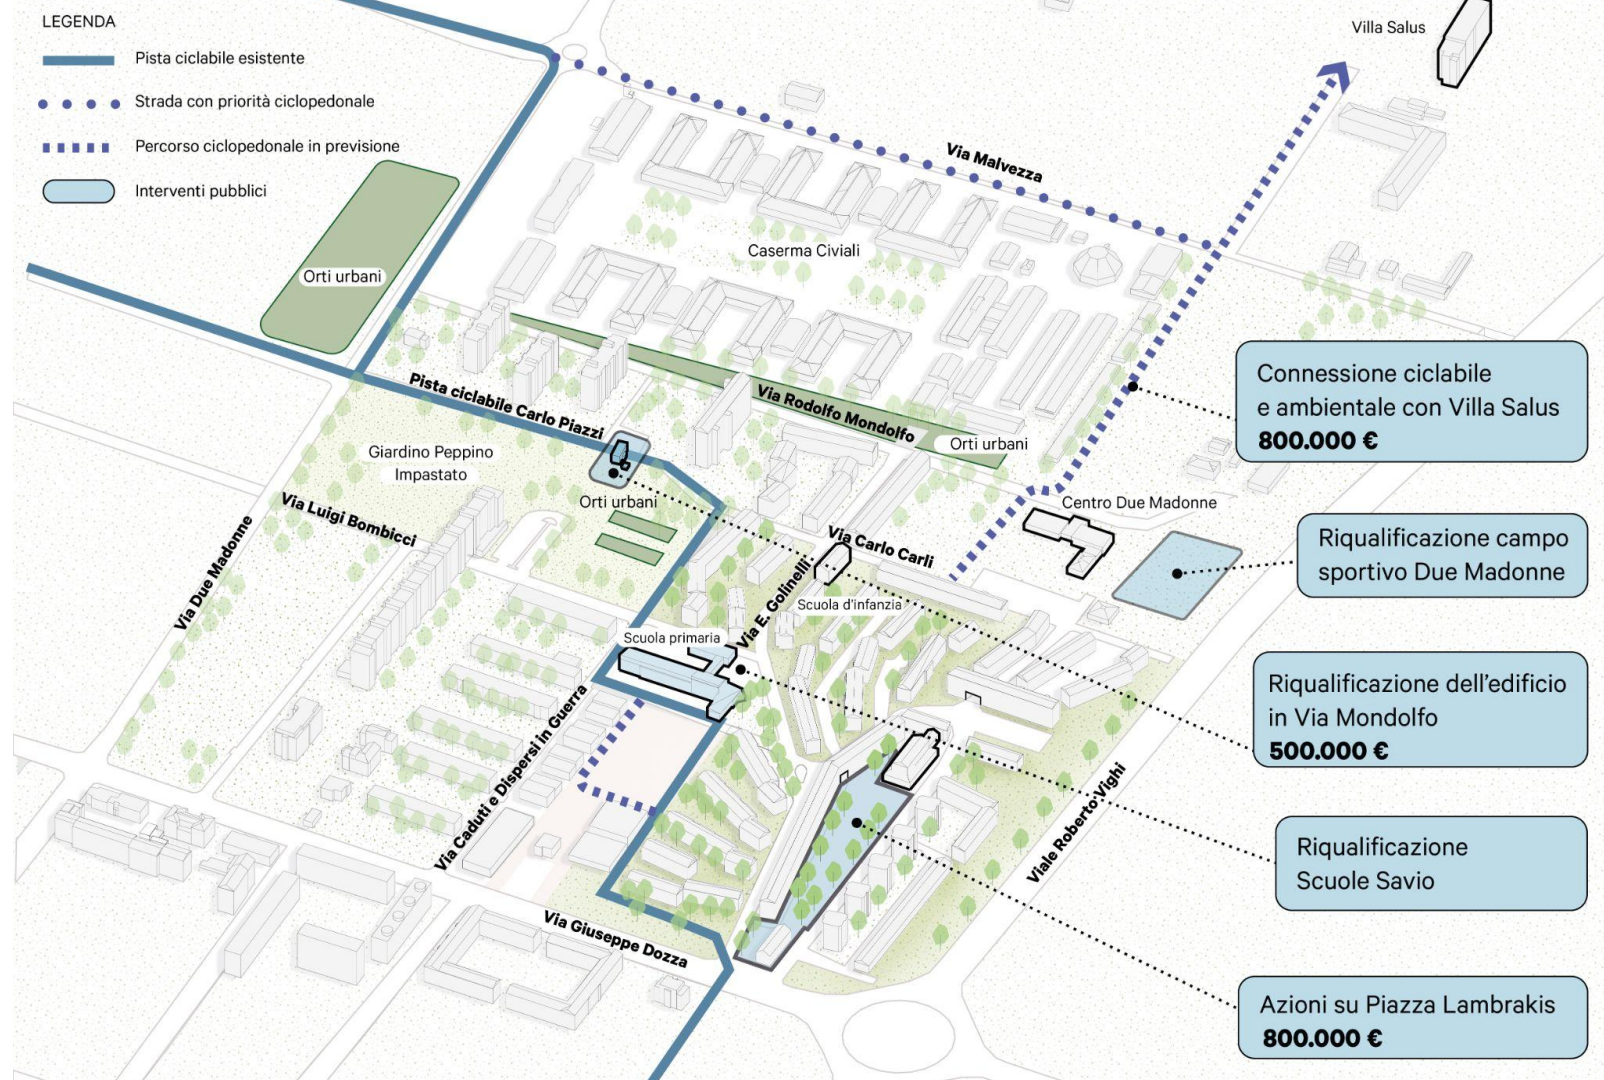 LEGENDA
Pista ciclabile esistente
Strada con priorità ciclopedonale
Percorso ciclopedonale in previsione
Interventi pubblici
Villa Salus
Via Malvezza
Orti urbani
Caserma Civiali
Pista ciclabile Carlo Piazzi
Via Rodolfo Mondolfo
Orti urbani
Giardino Peppino
Impastato
Orti urbani
Via Luigi Bombicci
Via Due Madonne
Centro Due Madonne
Via Carlo Carli
Via E. Golinelli
Scuola d'infanzia
Scuola primaria
Via Caduti e Dispersi in Guerra
Viale Roberto Vighi
Via Giuseppe Dozza
Connessione ciclabile
e ambientale con Villa Salus
800.000 €
Riqualificazione campo
sportivo Due Madonne
Riqualificazione dell'edificio
in Via Mondolfo
500.000 €
Riqualificazione
Scuole Savio
Azioni su Piazza Lambrakis
800.000 €